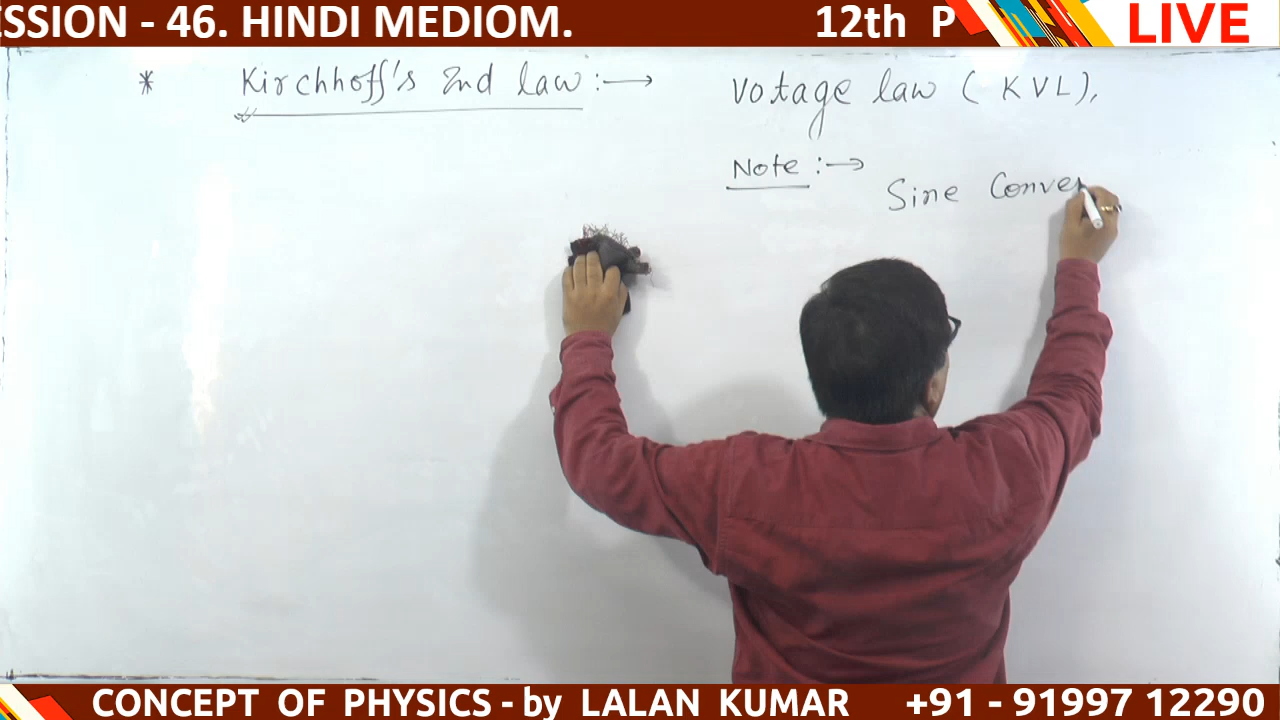 ESSION - 46. HINDI MEDIOM. 12th P LIVE
* Kirchhoff's 2nd law :→ Votage law ( KVL ),
Note :→
Sine Conve
CONCEPT OF PHYSICS - by LALAN KUMAR +91 - 91997 12290